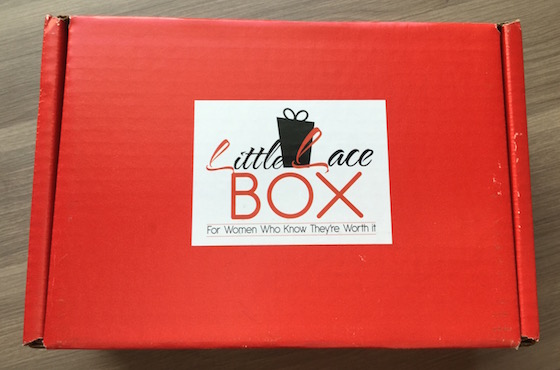 Little Lace
BOX
For Women Who Know They're Worth it